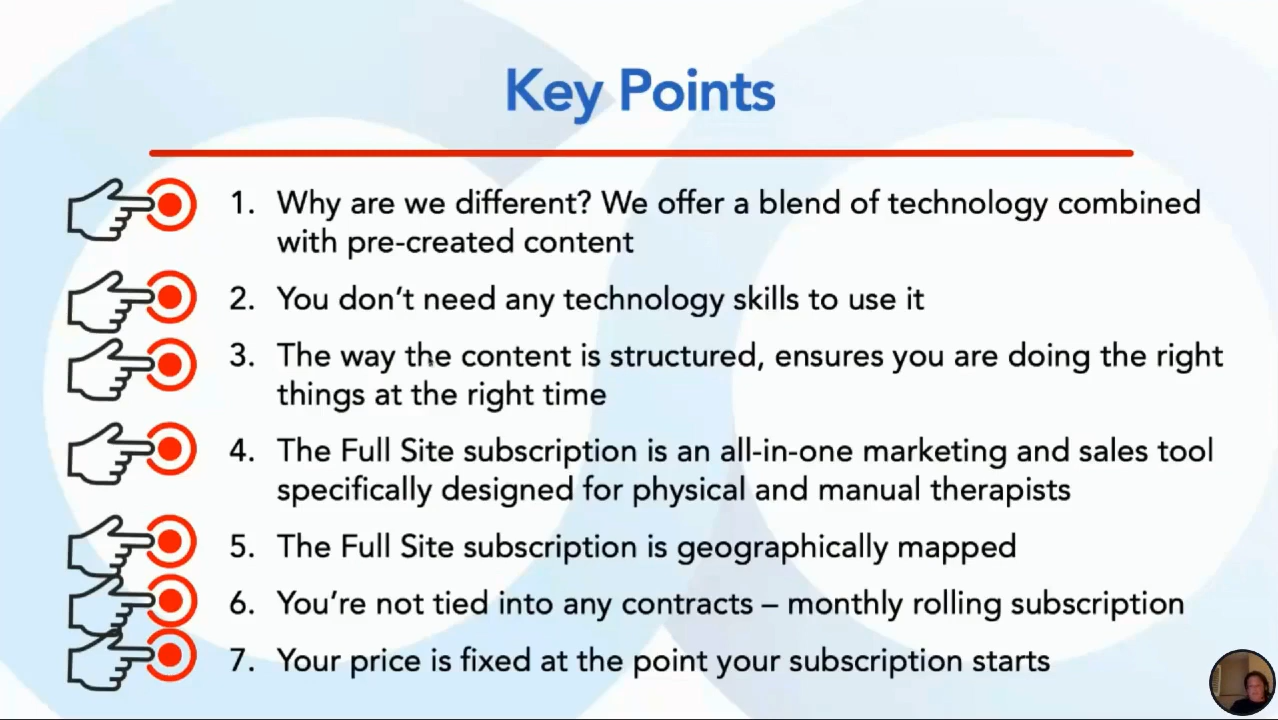 Key Points
1. Why are we different? We offer a blend of technology combined
with pre-created content
2. You don’t need any technology skills to use it
3. The way the content is structured, ensures you are doing the right
things at the right time
4. The Full Site subscription is an all-in-one marketing and sales tool
specifically designed for physical and manual therapists
5. The Full Site subscription is geographically mapped
6. You’re not tied into any contracts – monthly rolling subscription
7. Your price is fixed at the point your subscription starts